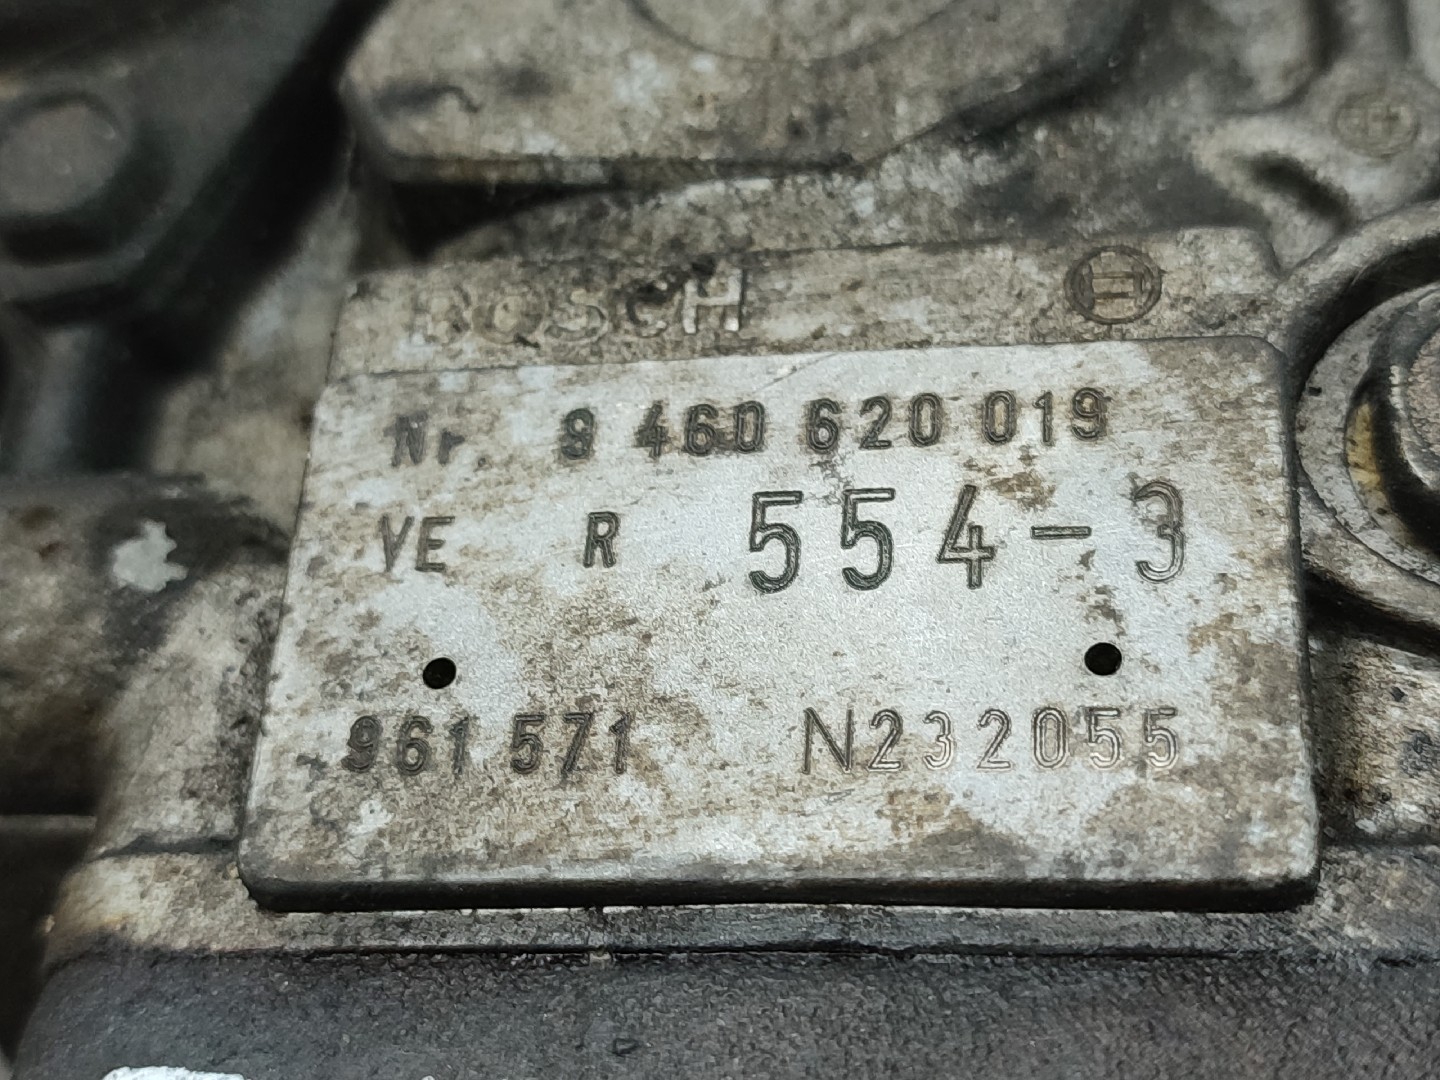 BOSCH
Nr. 9 460 620 019
VE R 554-3
961 571 N232055